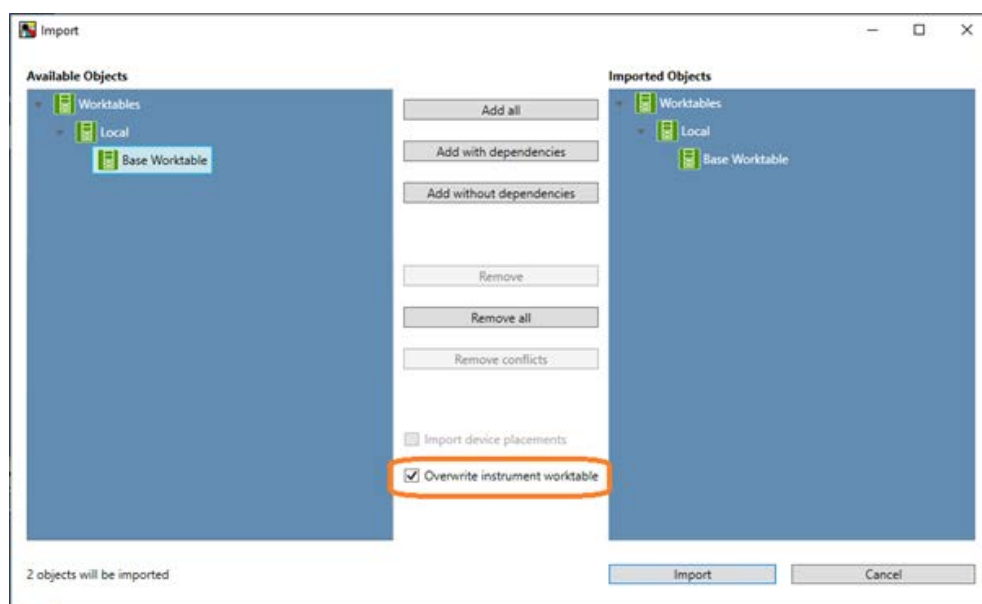 Import
Available Objects
Imported Objects
Worktables
Local
Base Worktable
Add all
Add with dependencies
Add without dependencies
Remove
Remove all
Remove conflicts
Import device placements
Overwrite instrument worktable
Worktables
Local
Base Worktable
2 objects will be imported
Import
Cancel